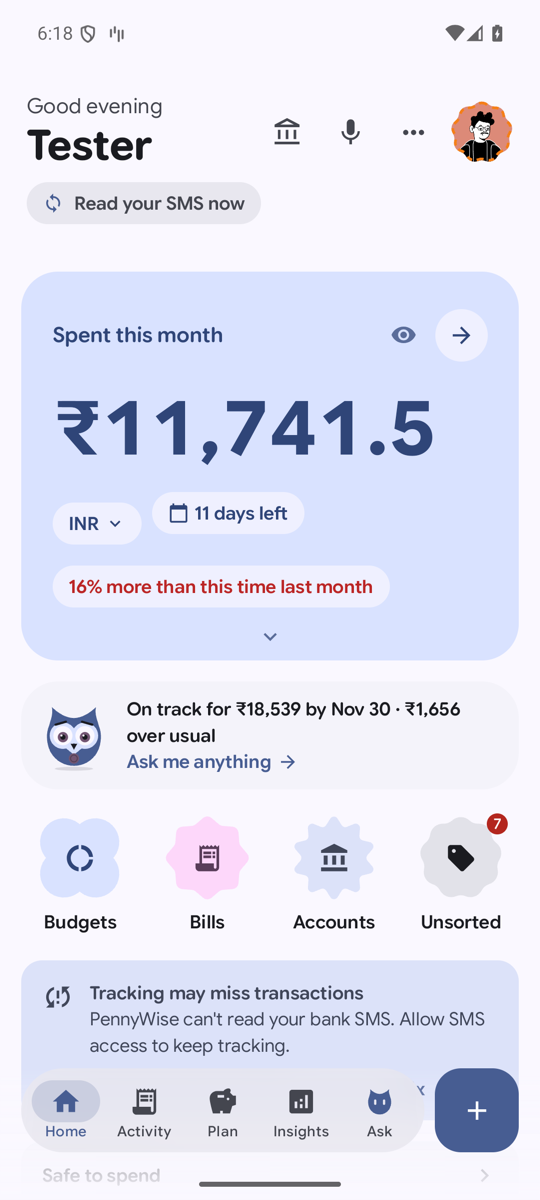 6:18
Good evening
Tester
Read your SMS now
Spent this month
₹11,741.5
INR
11 days left
16% more than this time last month
On track for ₹18,539 by Nov 30 · ₹1,656
over usual
Ask me anything →
7
Budgets
Bills
Accounts
Unsorted
Tracking may miss transactions
PennyWise can't read your bank SMS. Allow SMS
access to keep tracking.
x
Home
Activity
Plan
Insights
Ask
+
Safe to spend